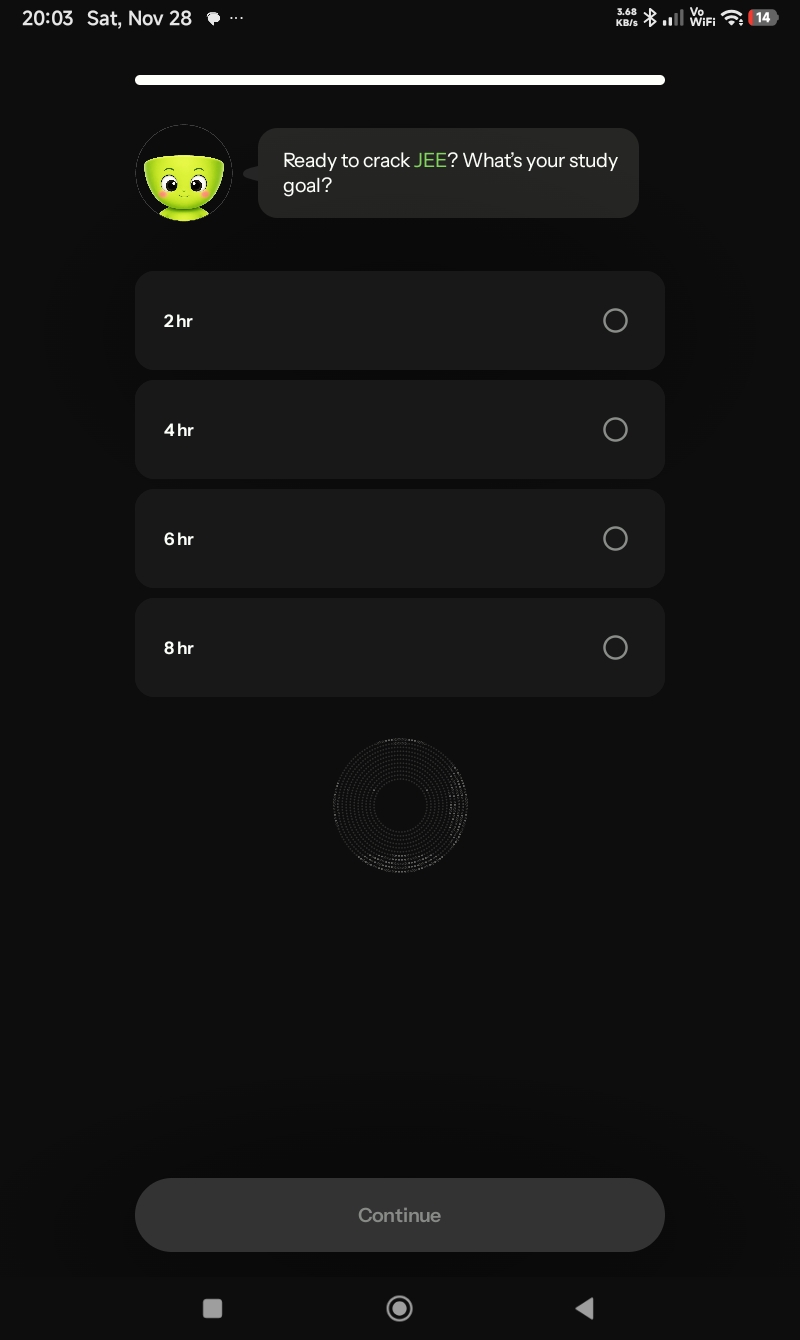 20:03 Sat, Nov 28 ... 3.68 KB/s Vo WiFi 14
Ready to crack JEE? What's your study
goal?
2 hr
4 hr
6 hr
8 hr
Continue